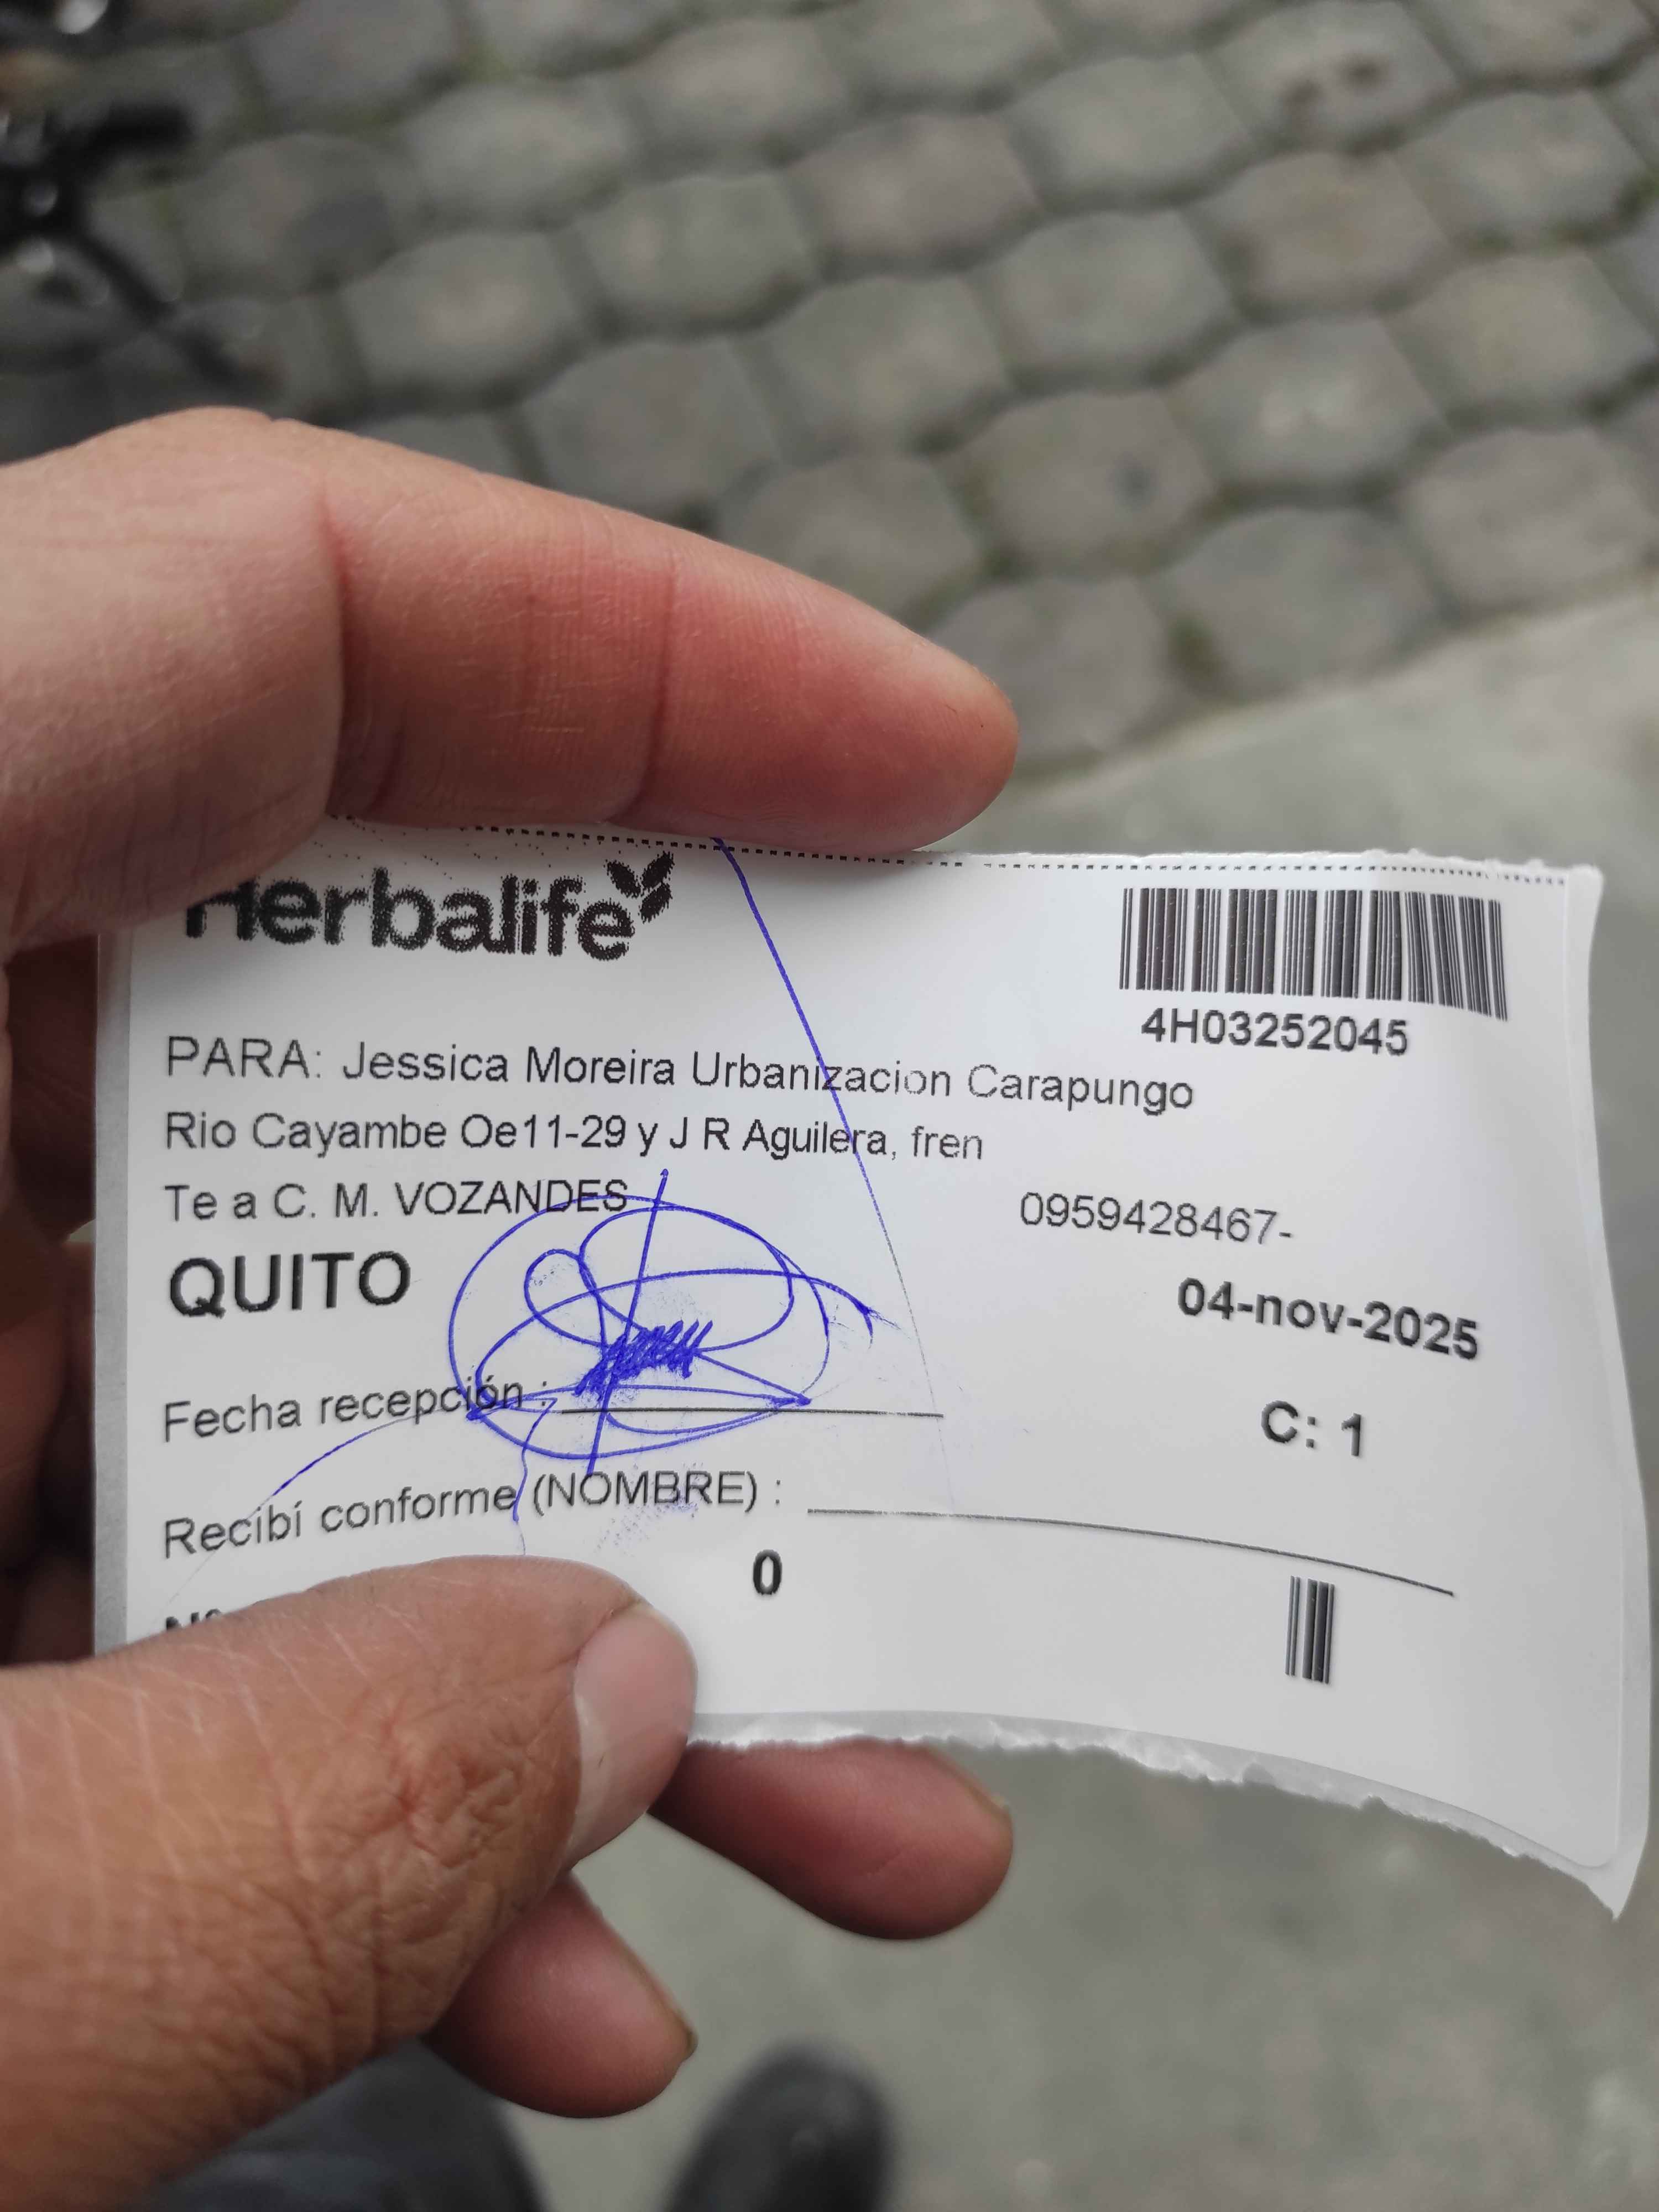 Herbalife
4H03252045
PARA: Jessica Moreira Urbanizacion Carapungo
Rio Cayambe Oe11-29 y J R Aguilera, fren
Te a C. M. VOZANDES
0959428467-
QUITO
04-nov-2025
Fecha recepción :
C: 1
Recibí conforme (NOMBRE) :
0